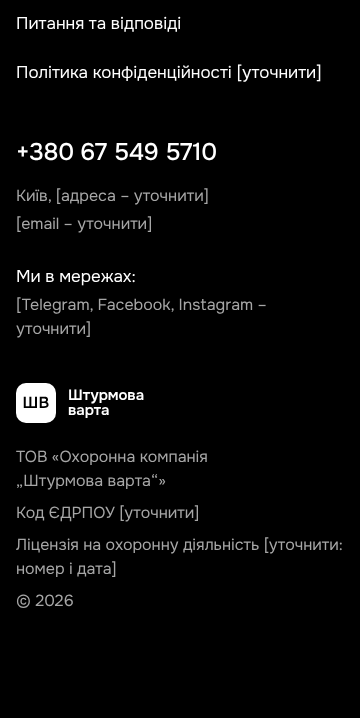 Питання та відповіді
Політика конфіденційності [уточнити]
+380 67 549 5710
Київ, [адреса – уточнити]
[email – уточнити]
Ми в мережах:
[Telegram, Facebook, Instagram –
уточнити]
ШВ
Штурмова
варта
ТОВ «Охоронна компанія
„Штурмова варта“»
Код ЄДРПОУ [уточнити]
Ліцензія на охоронну діяльність [уточнити:
номер і дата]
© 2026